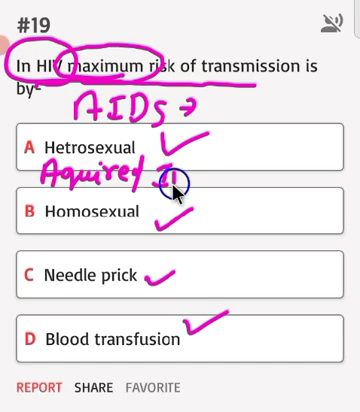 #19
In HIV maximum risk of transmission is
by-
AIDS →
A Hetrosexual
Aquired I
B Homosexual
C Needle prick
D Blood transfusion
REPORT SHARE FAVORITE